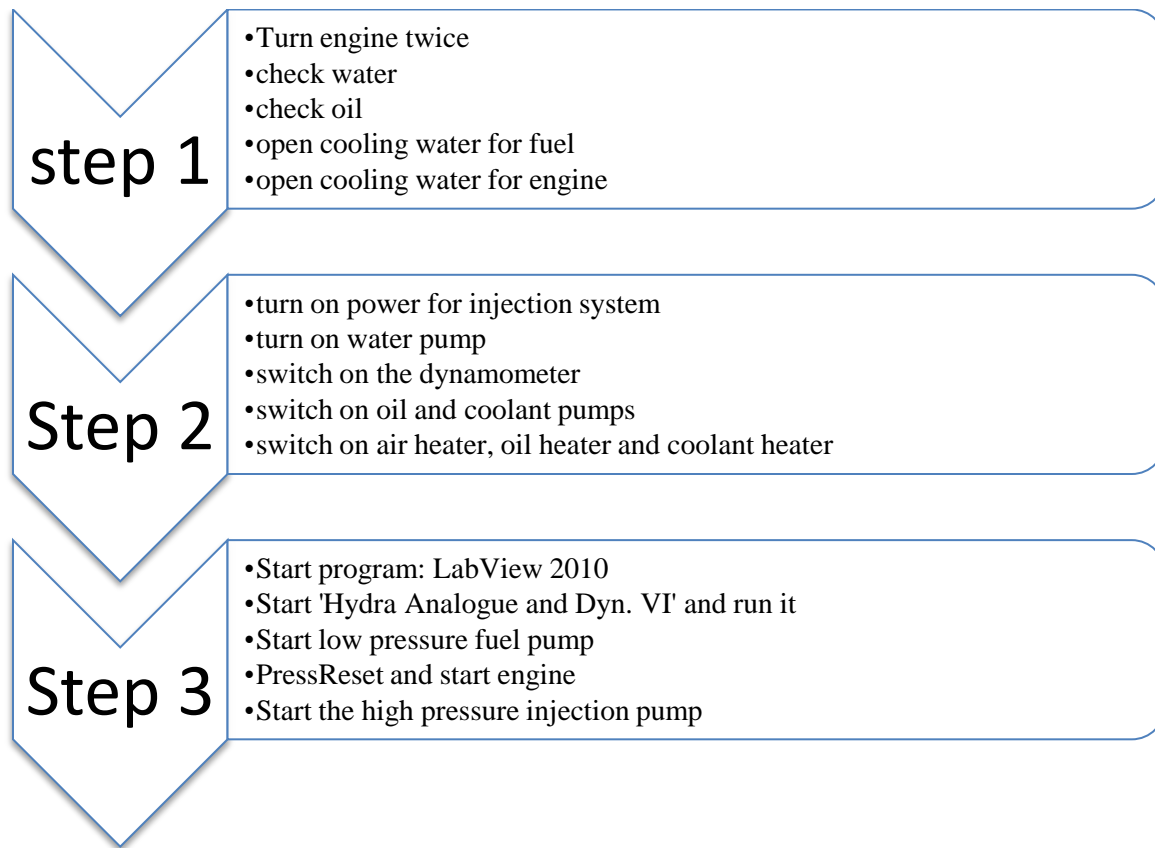 step 1
•Turn engine twice
•check water
•check oil
•open cooling water for fuel
•open cooling water for engine
Step 2
•turn on power for injection system
•turn on water pump
•switch on the dynamometer
•switch on oil and coolant pumps
•switch on air heater, oil heater and coolant heater
Step 3
•Start program: LabView 2010
•Start 'Hydra Analogue and Dyn. VI' and run it
•Start low pressure fuel pump
•PressReset and start engine
•Start the high pressure injection pump